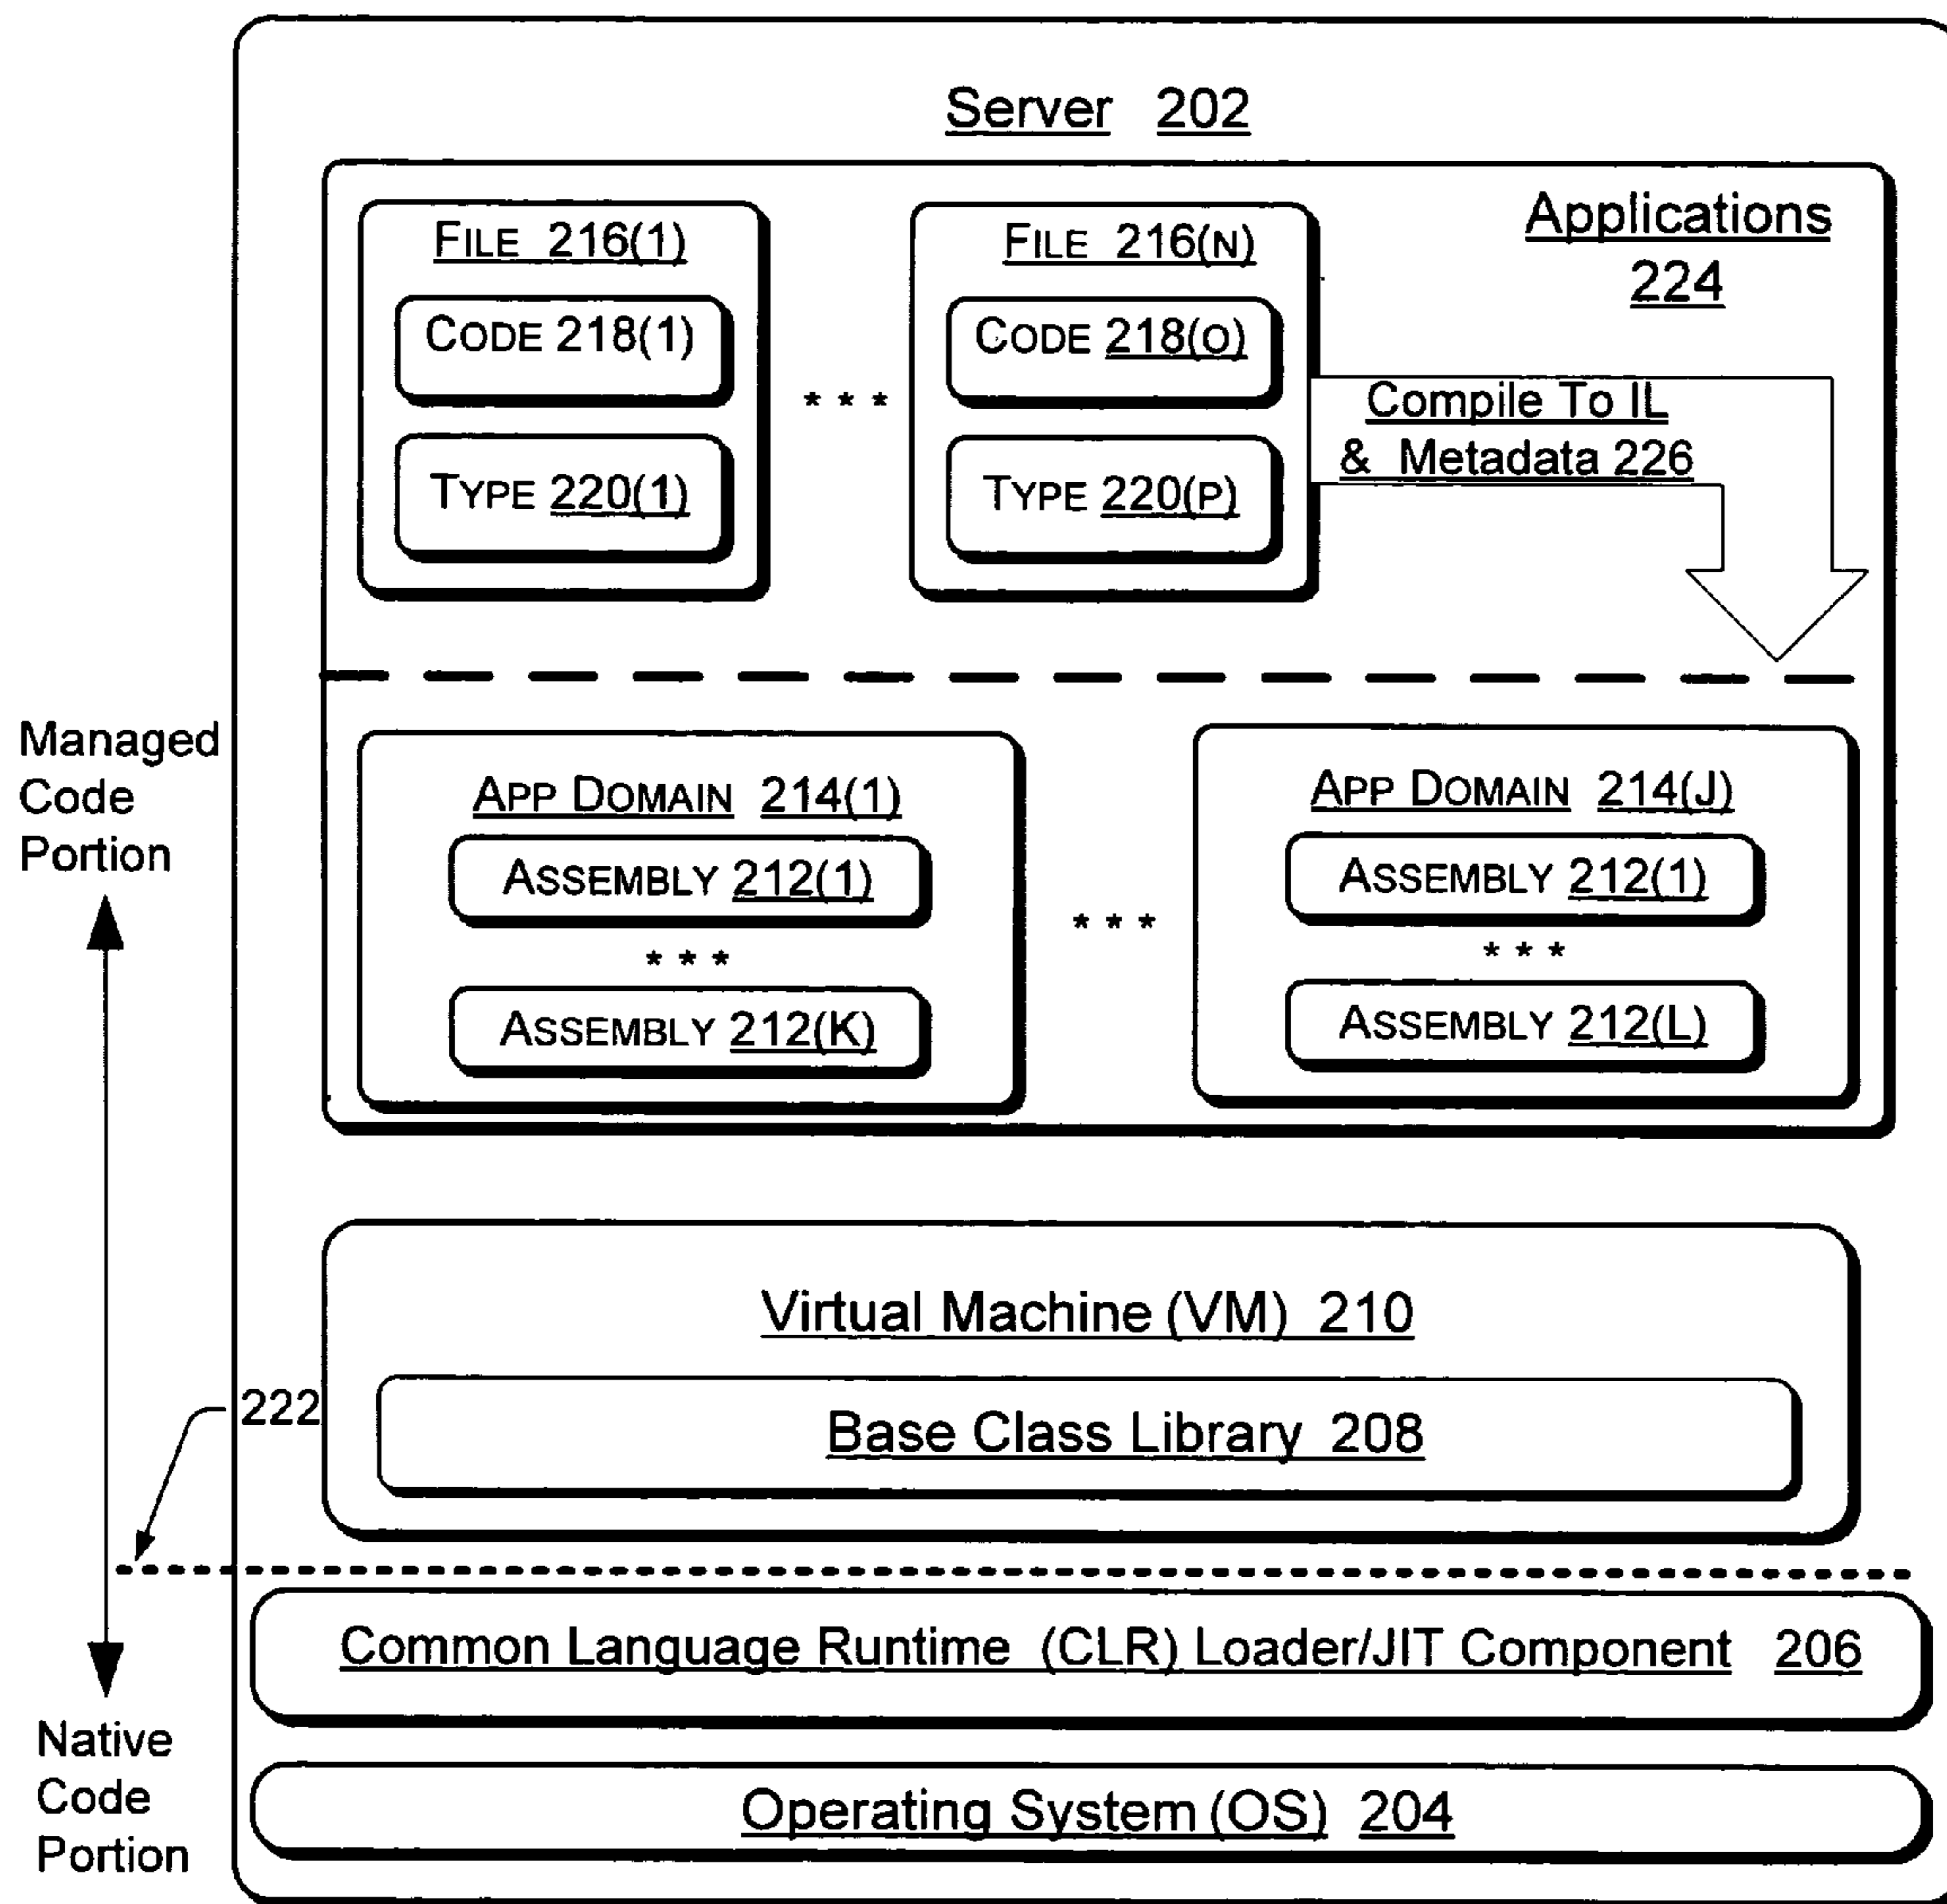 Server 202
Applications
224
FILE 216(1)
CODE 218(1)
TYPE 220(1)
* * *
FILE 216(N)
CODE 218(O)
TYPE 220(P)
Compile To IL
& Metadata 226
Managed
Code
Portion
APP DOMAIN 214(1)
ASSEMBLY 212(1)
* * *
ASSEMBLY 212(K)
* * *
APP DOMAIN 214(J)
ASSEMBLY 212(1)
* * *
ASSEMBLY 212(L)
Virtual Machine (VM) 210
222
Base Class Library 208
Common Language Runtime (CLR) Loader/JIT Component 206
Native
Code
Portion
Operating System (OS) 204